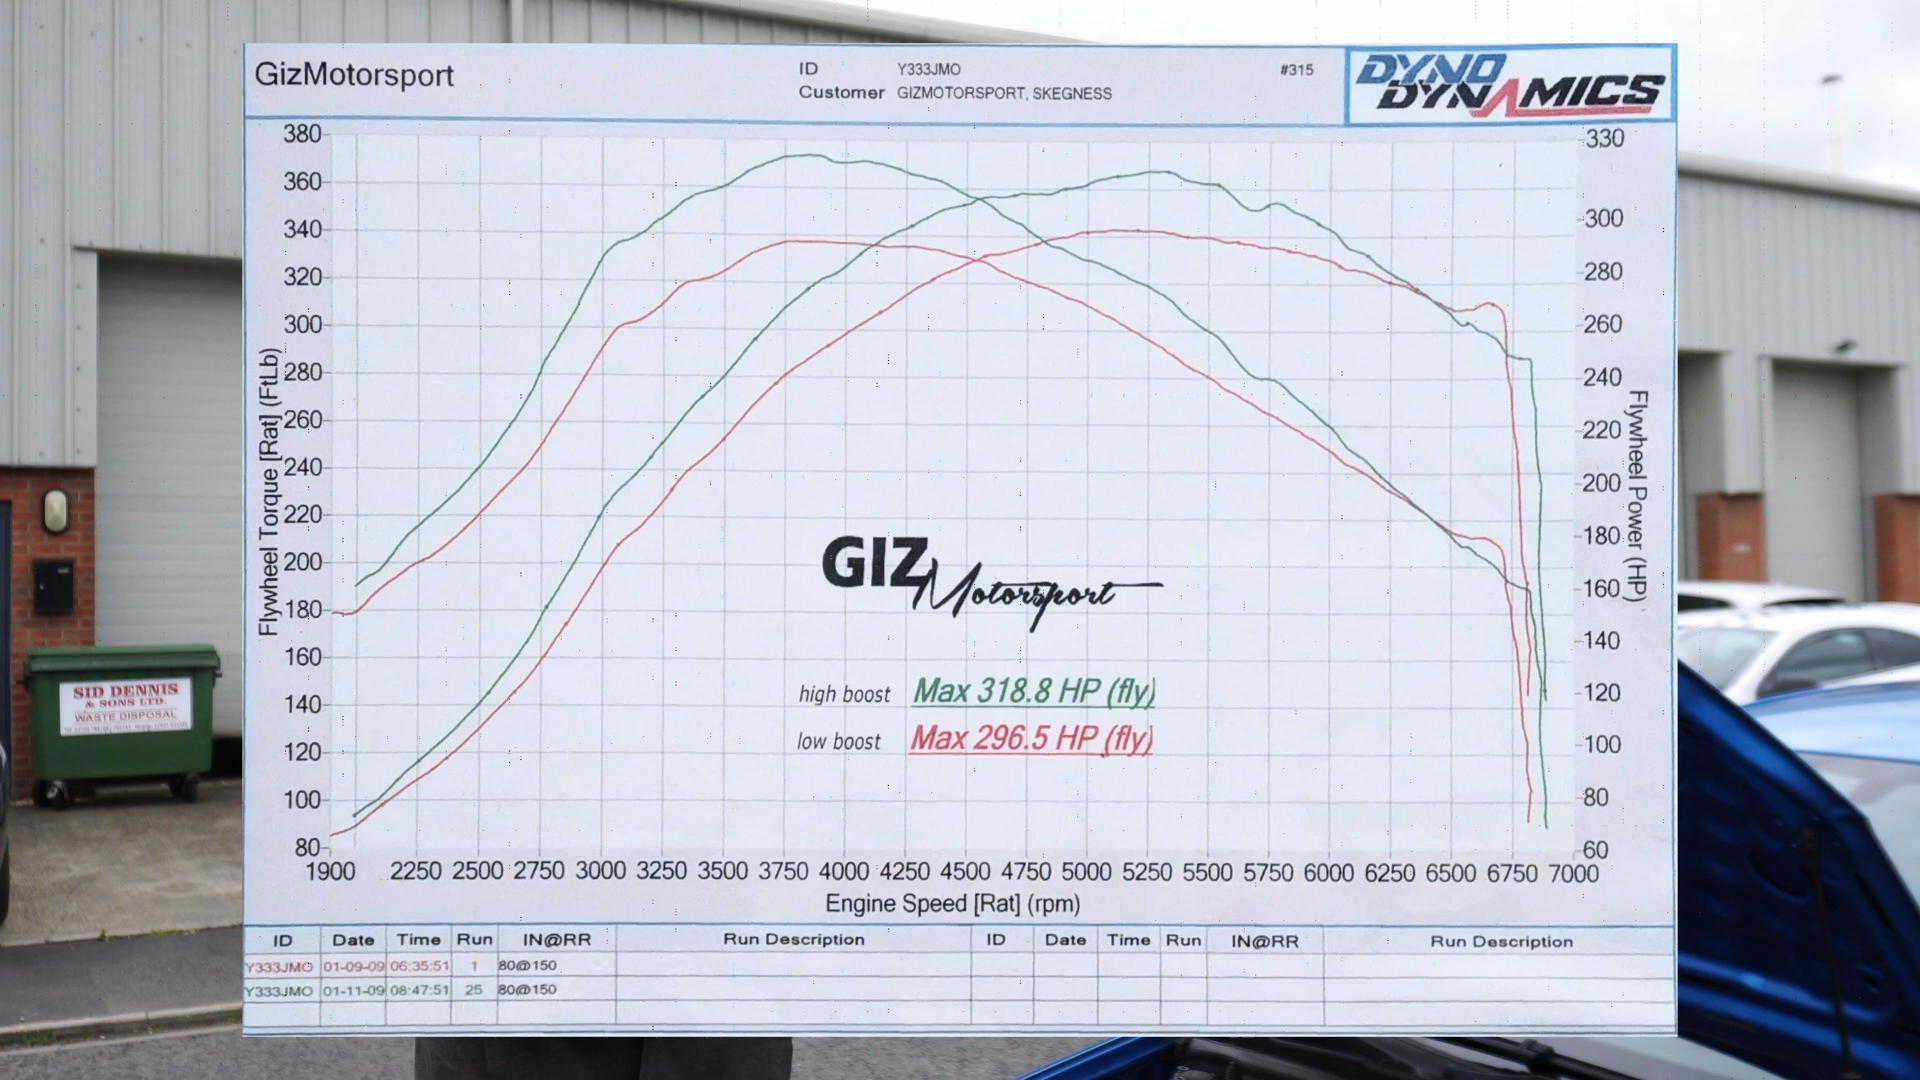 GizMotorsport
ID Y333JMO #315
Customer GIZMOTORSPORT, SKEGNESS
DYNO
DYNAMICS
380
360
340
320
300
280
260
240
220
200
180
160
140
120
100
80
Flywheel Torque [Rat] (FtLb)
330
300
280
260
240
220
200
180
160
140
120
100
80
60
Flywheel Power (HP)
GIZ
Motorsport
high boost Max 318.8 HP (fly)
low boost Max 296.5 HP (fly)
1900 2250 2500 2750 3000 3250 3500 3750 4000 4250 4500 4750 5000 5250 5500 5750 6000 6250 6500 6750 7000
Engine Speed [Rat] (rpm)
ID Date Time Run IN@RR Run Description ID Date Time Run IN@RR Run Description
Y333JMO 01-09-09 06:35:51 1 80@150
Y333JMO 01-11-09 08:47:51 25 80@150
SID DENNIS
& SONS LTD.
WASTE DISPOSAL